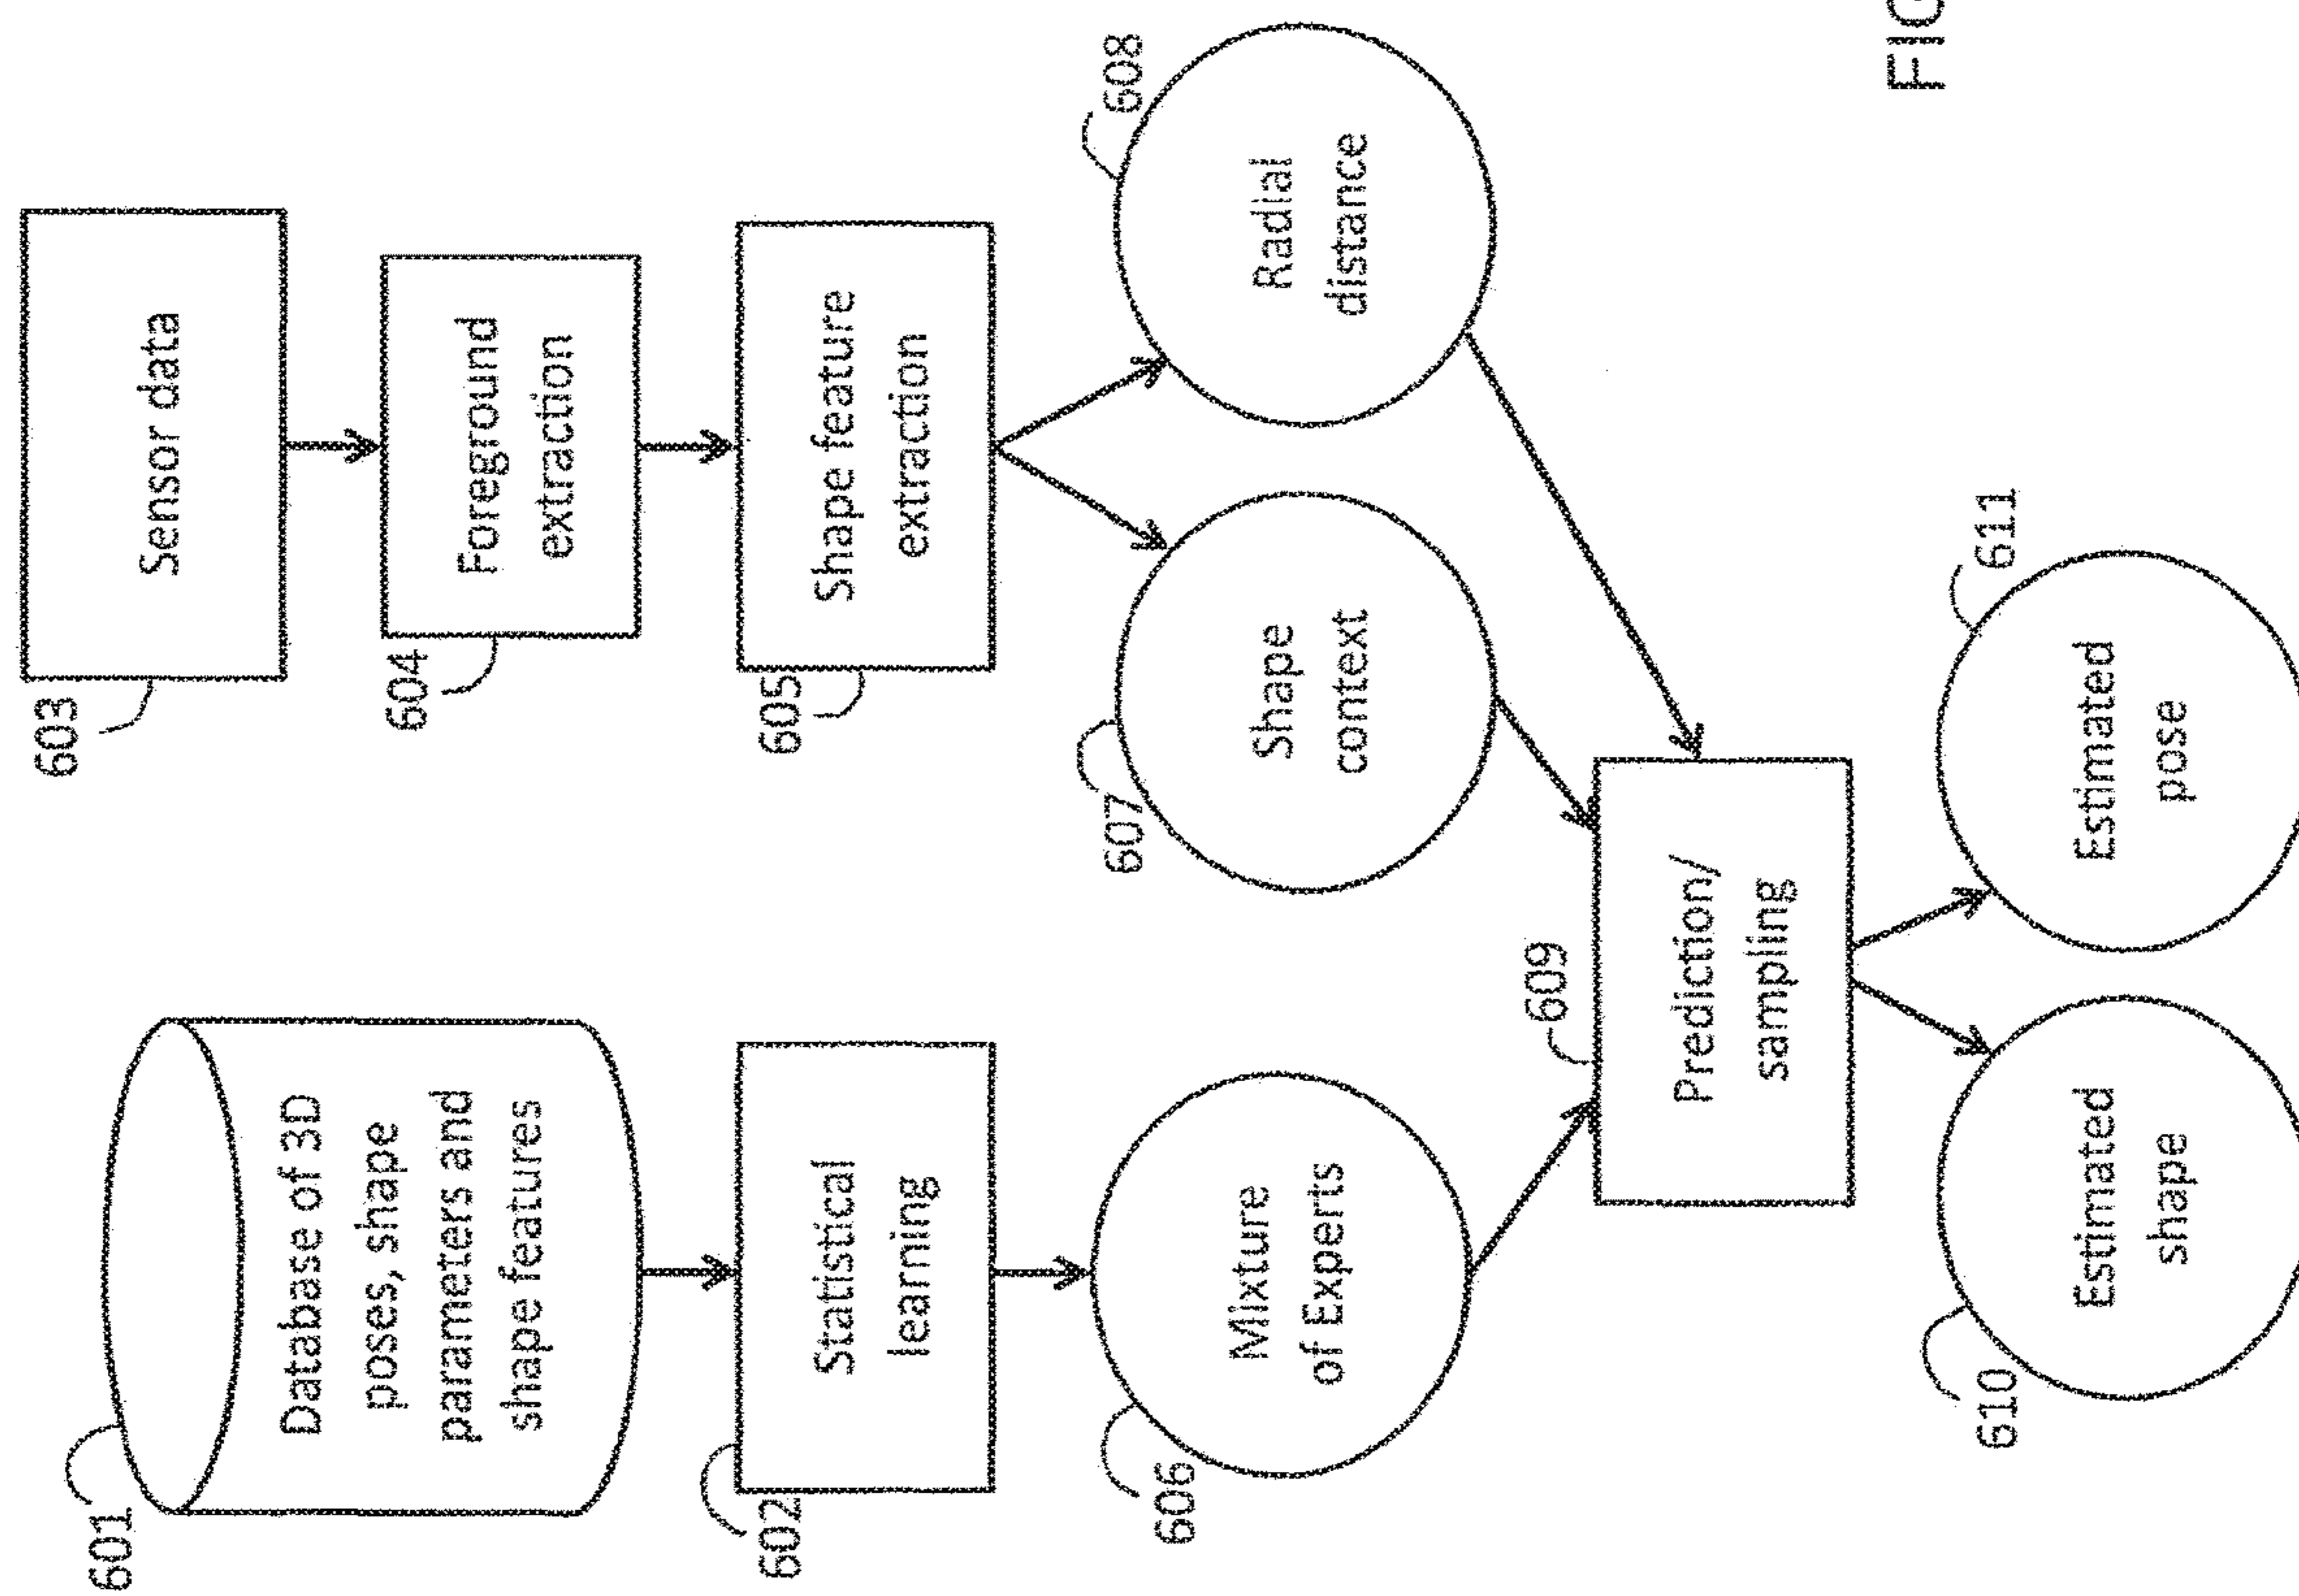 601
Database of 3D
poses, shape
parameters and
shape features
602
Statistical
learning
606
Mixture
of Experts
603
Sensor data
604
Foreground
extraction
605
Shape feature
extraction
607
Shape
context
608
Radial
distance
609
Prediction/
sampling
610
Estimated
shape
611
Estimated
pose
FIG